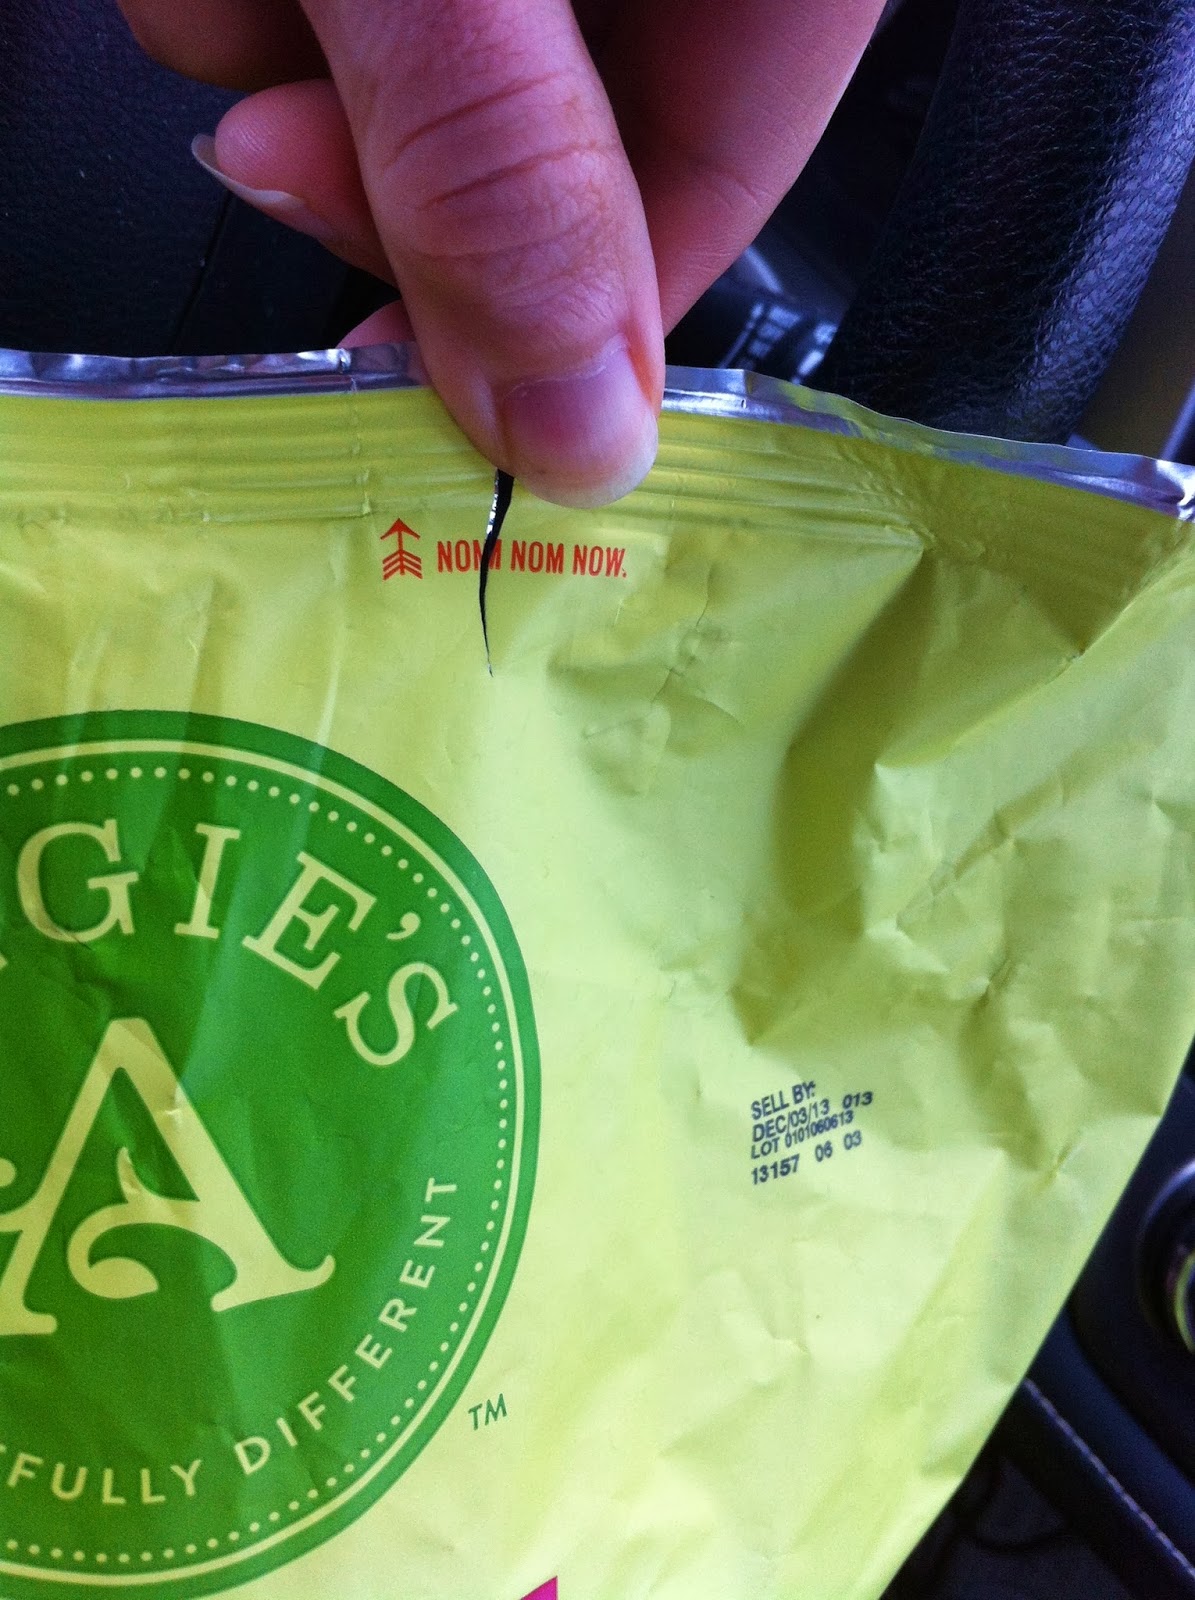 NOM NOM NOW.
GIE'S
A
FULLY DIFFERENT
TM
SELL BY:
DEC/03/13 013
LOT 0101060613
13157 06 03